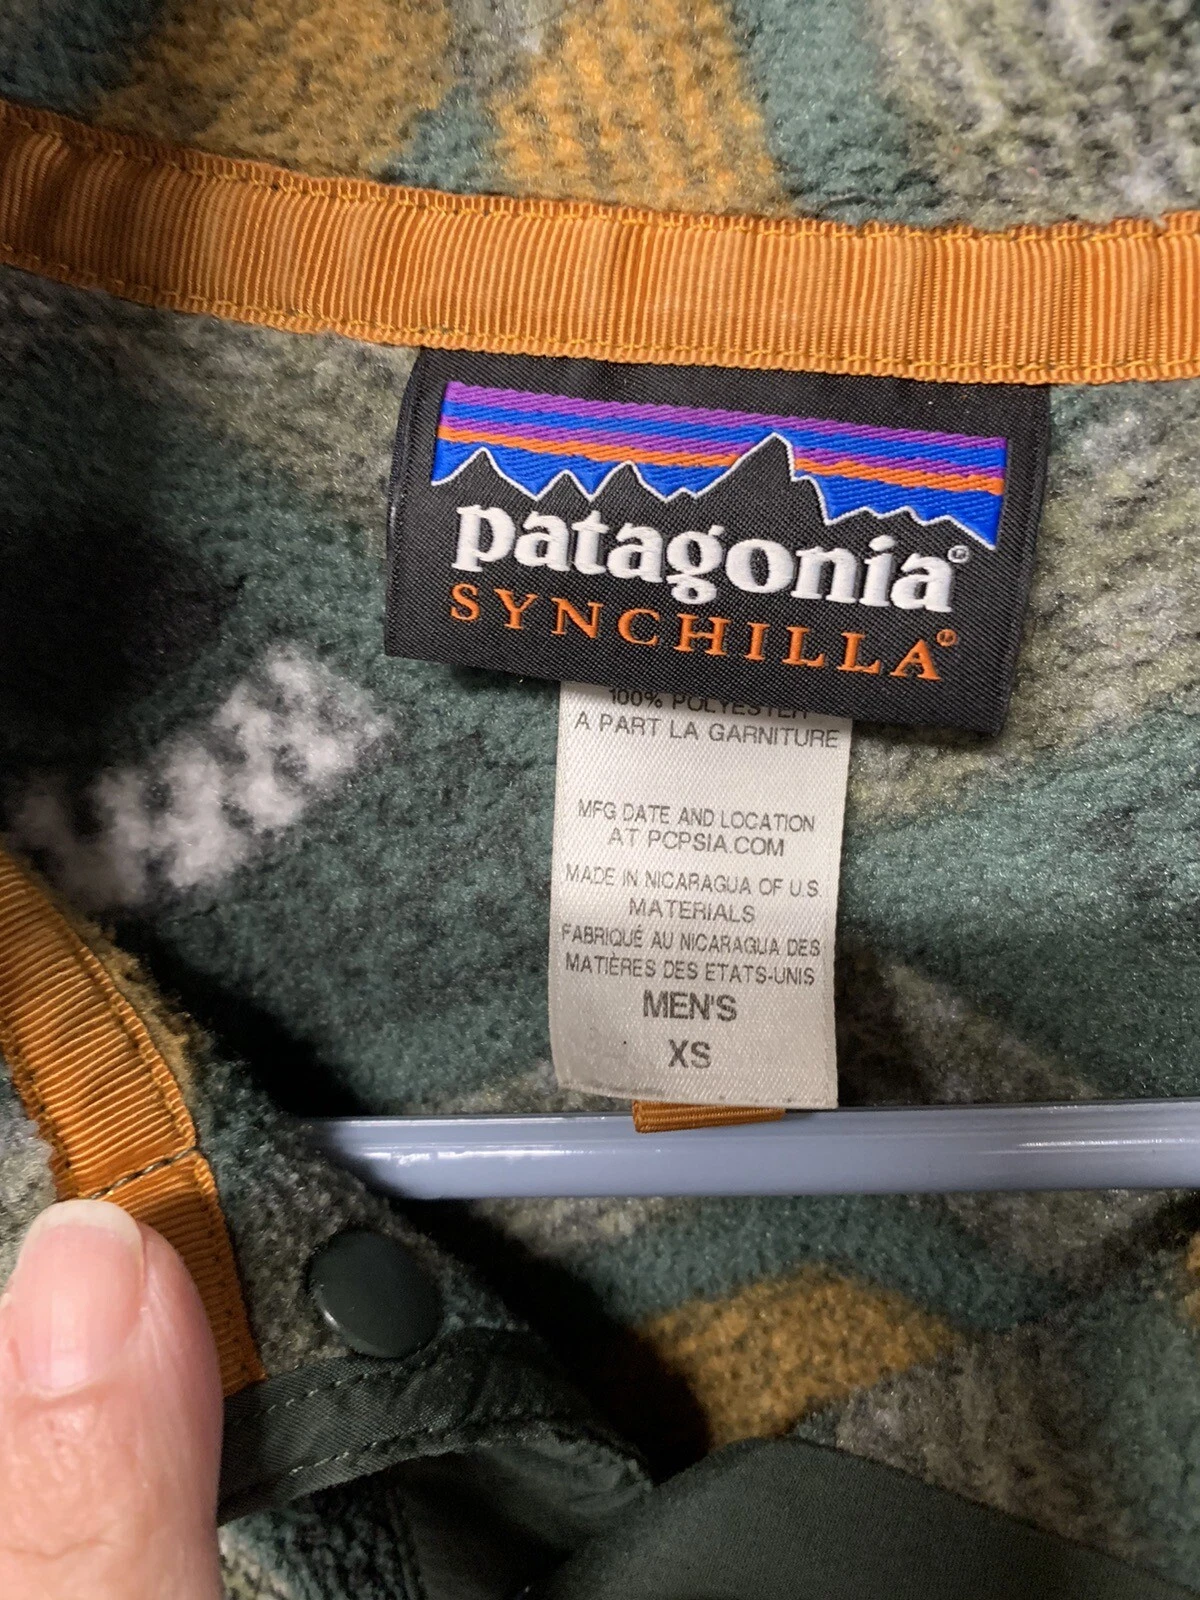 patagonia®
SYNCHILLA®
100% POLYESTER
A PART LA GARNITURE
MFG DATE AND LOCATION
AT PCPSIA.COM
MADE IN NICARAGUA OF U.S.
MATERIALS
FABRIQUÉ AU NICARAGUA DES
MATIÈRES DES ETATS-UNIS
MEN'S
XS